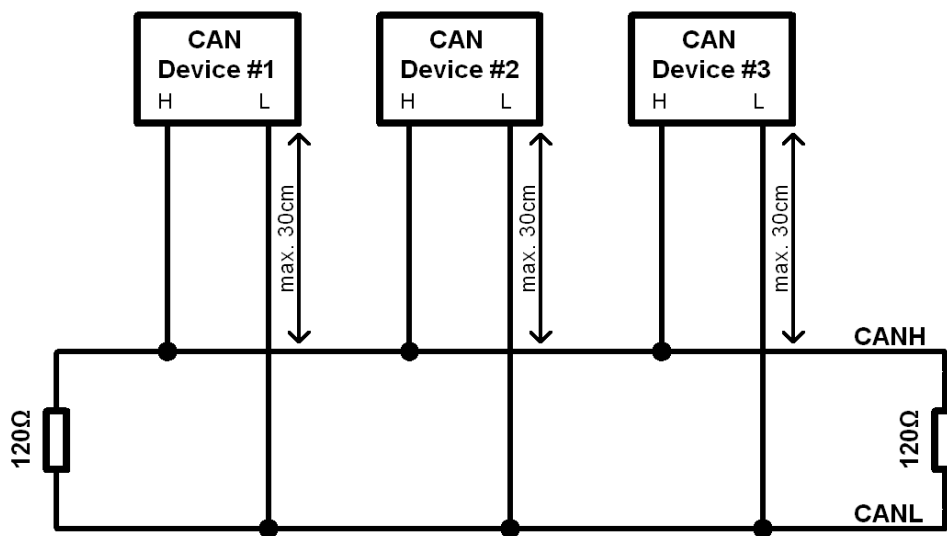 CAN
Device #1
H L
CAN
Device #2
H L
CAN
Device #3
H L
max. 30cm
max. 30cm
max. 30cm
CANH
120Ω
120Ω
CANL